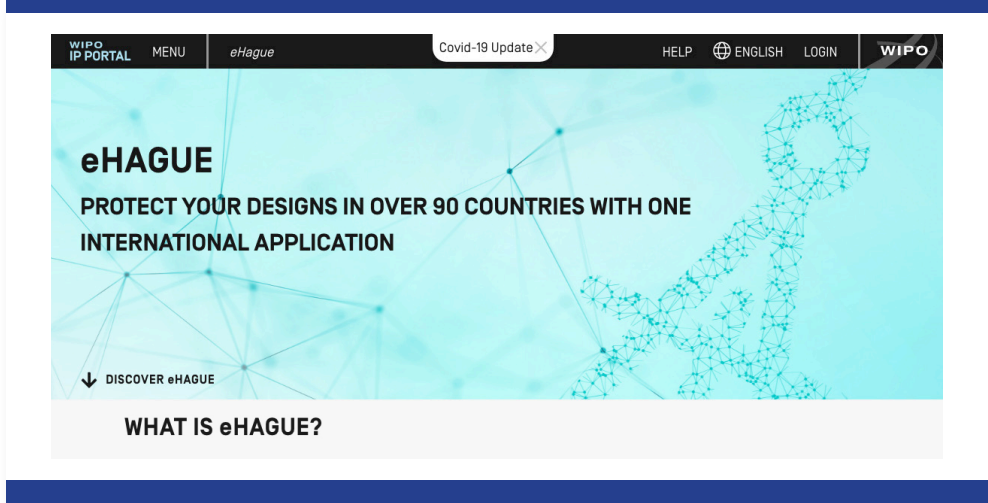 WIPO
IP PORTAL
MENU
eHague
Covid-19 Update
HELP
ENGLISH
LOGIN
WIPO
eHAGUE
PROTECT YOUR DESIGNS IN OVER 90 COUNTRIES WITH ONE
INTERNATIONAL APPLICATION
DISCOVER eHAGUE
WHAT IS eHAGUE?